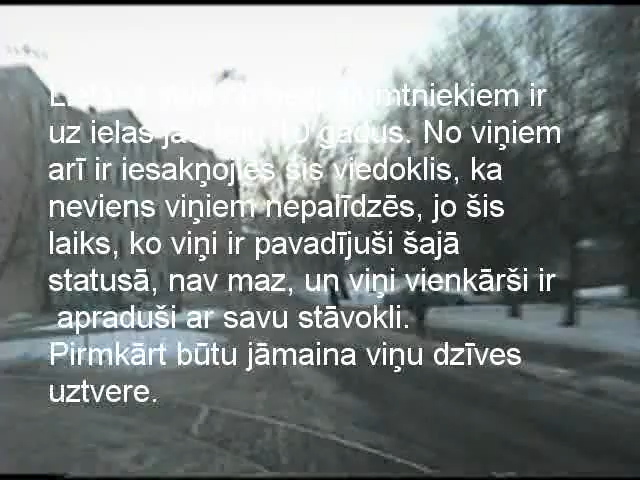 ir
uz ielas gadus. No viņiem
arī ir iesakņojies šis viedoklis, ka
neviens viņiem nepalīdzēs, jo šis
laiks, ko viņi ir pavadījuši šajā
statusā, nav maz, un viņi vienkārši ir
apraduši ar savu stāvokli.
Pirmkārt būtu jāmaina viņu dzīves
uztvere.